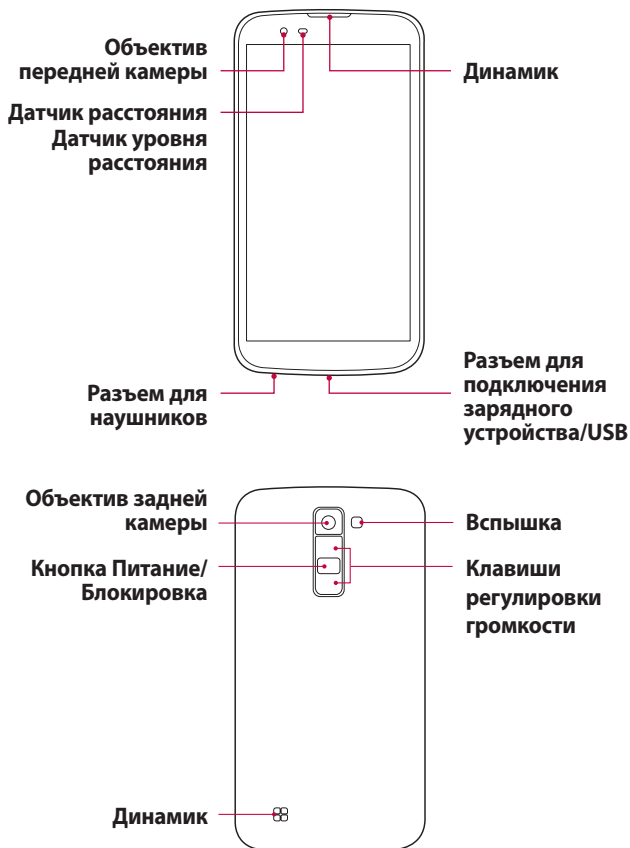 Объектив
передней камеры
Динамик
Датчик расстояния
Датчик уровня
расстояния
Разъем для
наушников
Разъем для
подключения
зарядного
устройства/USB
Объектив задней
камеры
Вспышка
Кнопка Питание/
Блокировка
Клавиши
регулировки
громкости
Динамик